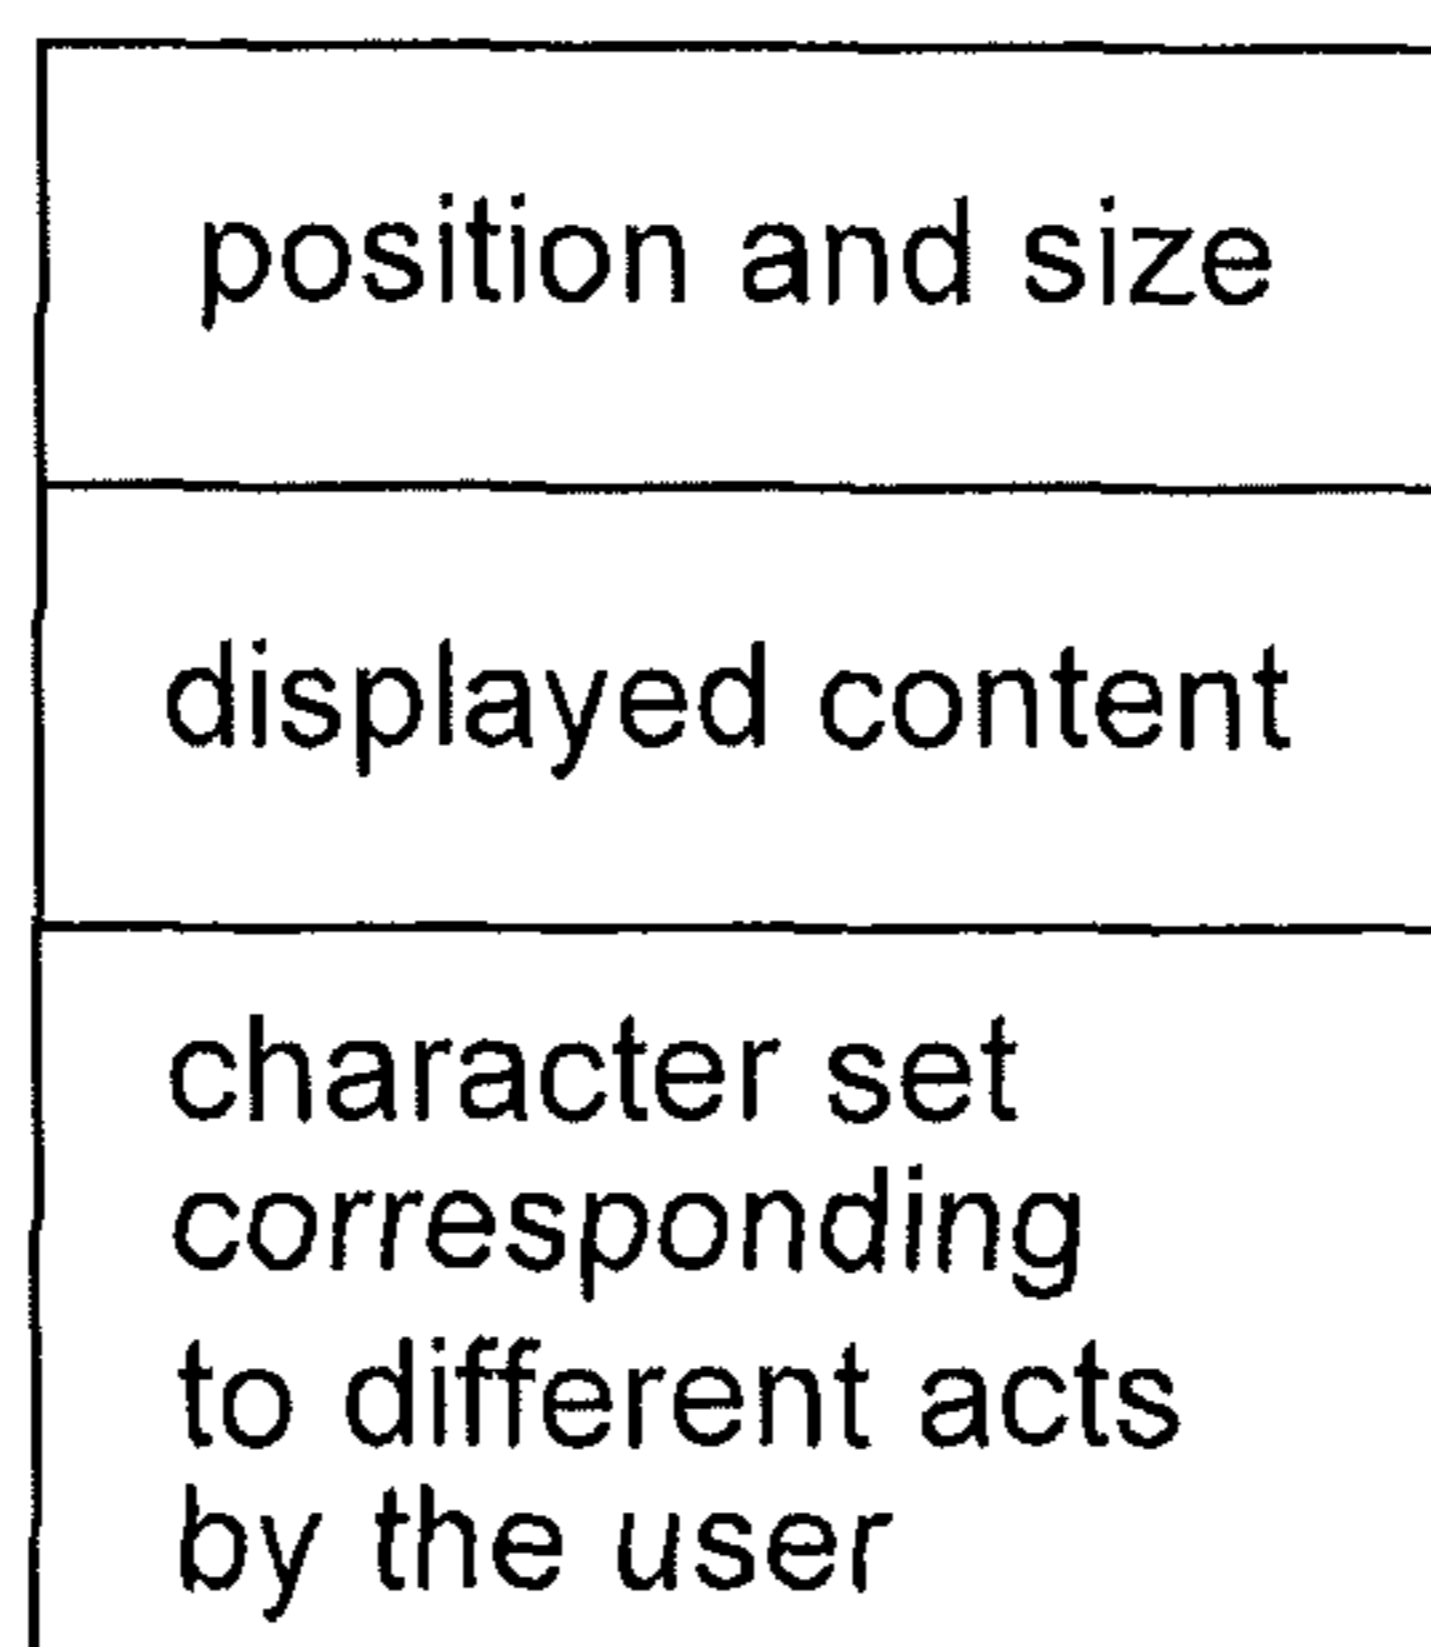 position and size
displayed content
character set
corresponding
to different acts
by the user